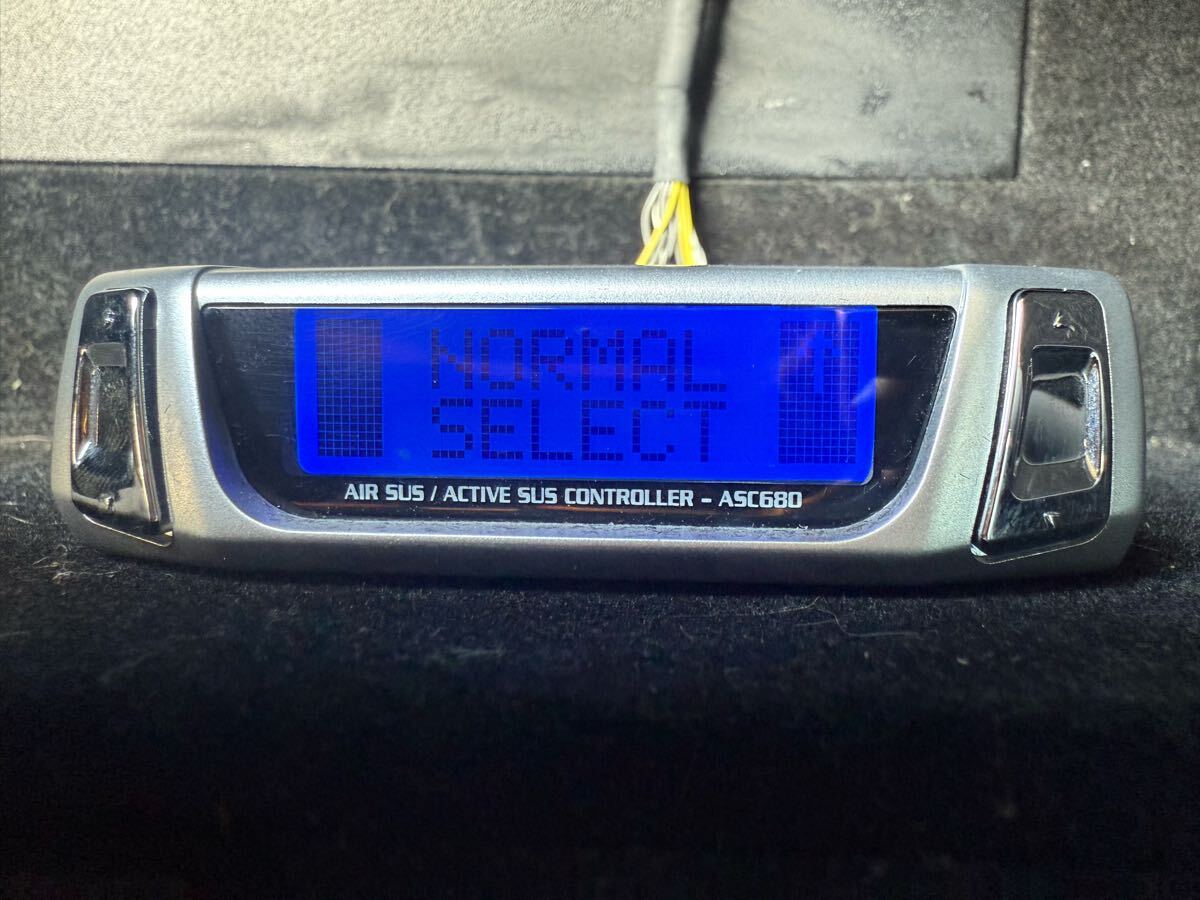 NORMAL
SELECT
AIR SUS / ACTIVE SUS CONTROLLER - ASC680